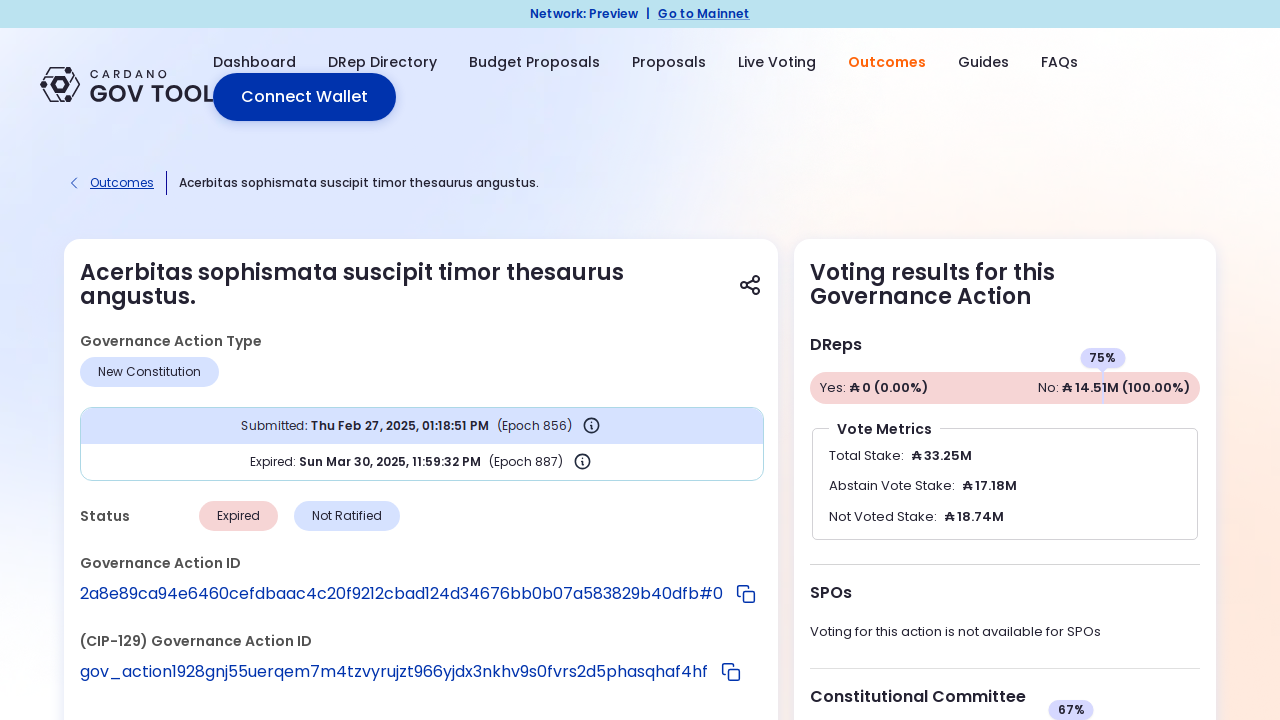 Network: Preview | Go to Mainnet
CARDANO
GOV TOOL
Dashboard DRep Directory Budget Proposals Proposals Live Voting Outcomes Guides FAQs
Connect Wallet
Outcomes Acerbitas sophismata suscipit timor thesaurus angustus.
Acerbitas sophismata suscipit timor thesaurus
angustus.
Governance Action Type
New Constitution
Submitted: Thu Feb 27, 2025, 01:18:51 PM (Epoch 856)
Expired: Sun Mar 30, 2025, 11:59:32 PM (Epoch 887)
Status Expired Not Ratified
Governance Action ID
2a8e89ca94e6460cefdbaac4c20f9212cbad124d34676bb0b07a583829b40dfb#0
(CIP-129) Governance Action ID
gov_action1928gnj55uerqem7m4tzvyrujzt966yjdx3nkhv9s0fvrs2d5phasqhaf4hf
Voting results for this
Governance Action
DReps
75%
Yes: ₳ 0 (0.00%) No: ₳ 14.51M (100.00%)
Vote Metrics
Total Stake: ₳ 33.25M
Abstain Vote Stake: ₳ 17.18M
Not Voted Stake: ₳ 18.74M
SPOs
Voting for this action is not available for SPOs
Constitutional Committee
67%